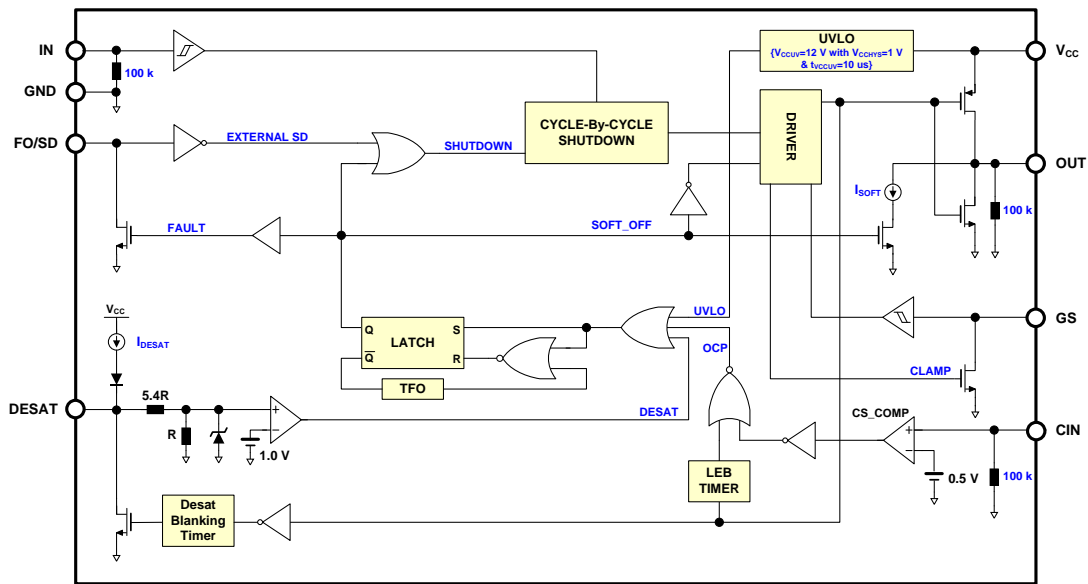 IN
100 k
GND
FO/SD
EXTERNAL SD
SHUTDOWN
CYCLE-By-CYCLE
SHUTDOWN
UVLO
{VCCUV=12 V with VCCHYS=1 V
& tVCCUV=10 us}
VCC
DRIVER
OUT
ISOFT
100 k
FAULT
SOFT_OFF
VCC
IDESAT
Q
S
LATCH
Q
R
TFO
UVLO
OCP
GS
CLAMP
DESAT
5.4R
R
1.0 V
DESAT
CS_COMP
CIN
LEB
TIMER
0.5 V
100 k
Desat
Blanking
Timer